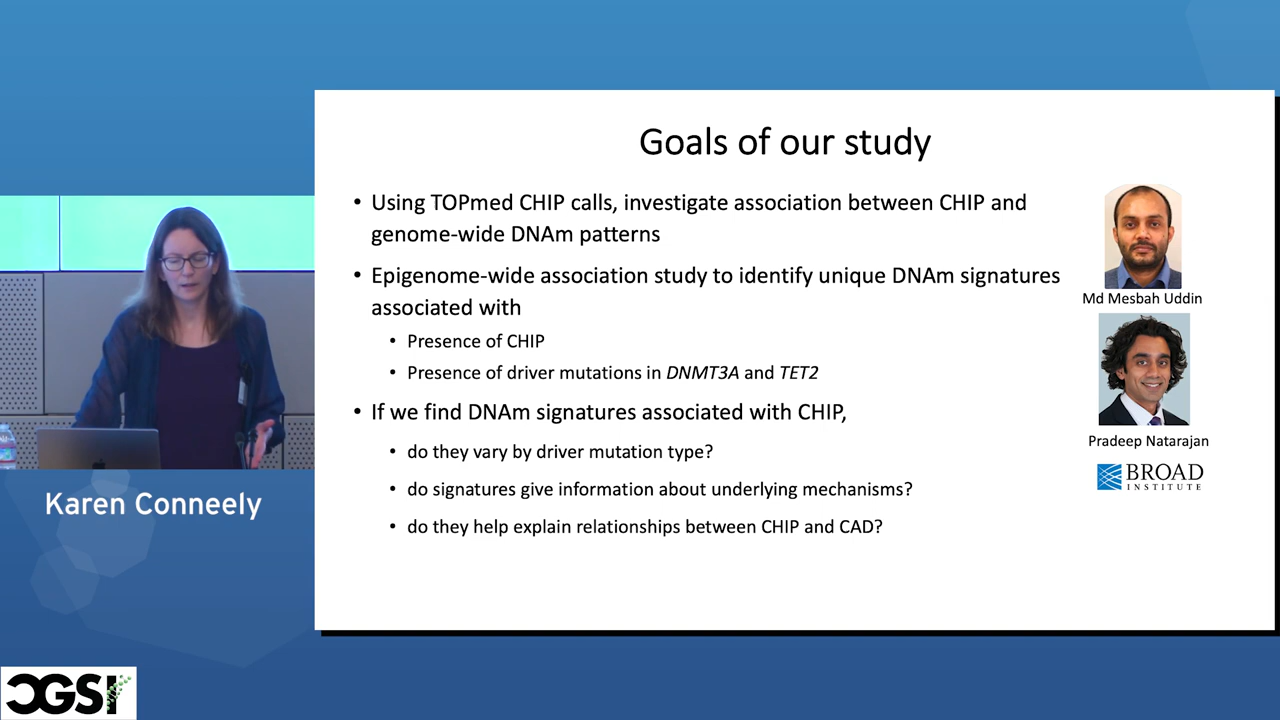 Goals of our study
• Using TOPmed CHIP calls, investigate association between CHIP and
genome-wide DNAm patterns
• Epigenome-wide association study to identify unique DNAm signatures
associated with
• Presence of CHIP
• Presence of driver mutations in DNMT3A and TET2
• If we find DNAm signatures associated with CHIP,
• do they vary by driver mutation type?
• do signatures give information about underlying mechanisms?
• do they help explain relationships between CHIP and CAD?
Md Mesbah Uddin
Pradeep Natarajan
BROAD
INSTITUTE
Karen Conneely
CGSI